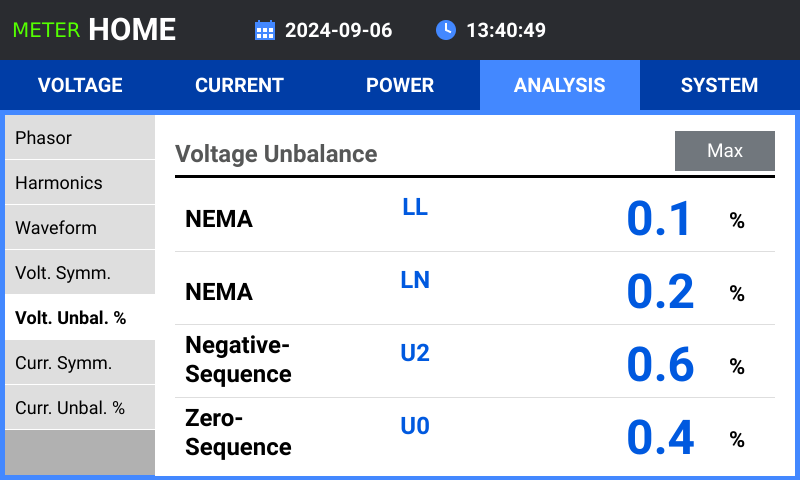 METER HOME 2024-09-06 13:40:49
VOLTAGE CURRENT POWER ANALYSIS SYSTEM
Phasor
Harmonics
Waveform
Volt. Symm.
Volt. Unbal. %
Curr. Symm.
Curr. Unbal. %
Voltage Unbalance Max
NEMA LL 0.1 %
NEMA LN 0.2 %
Negative-
Sequence U2 0.6 %
Zero-
Sequence U0 0.4 %